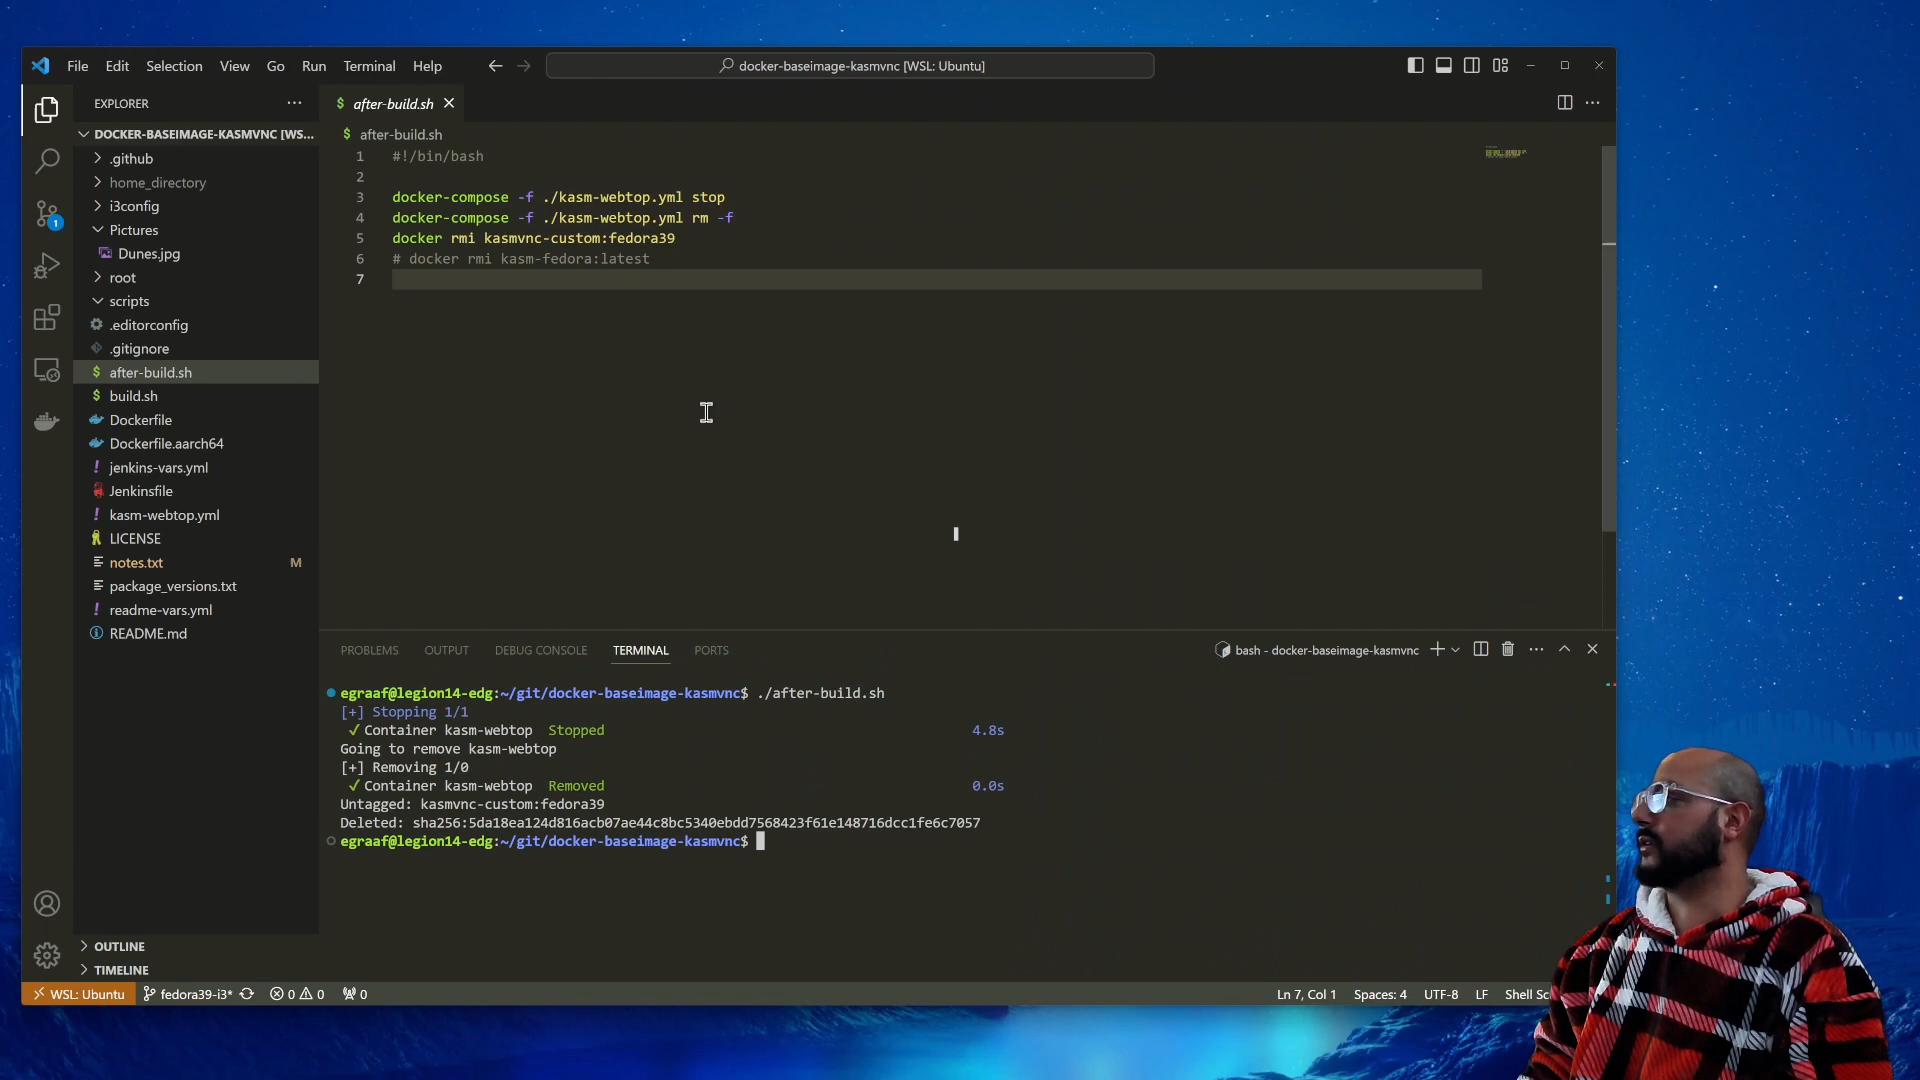 File Edit Selection View Go Run Terminal Help
docker-baseimage-kasmvnc [WSL: Ubuntu]
EXPLORER
DOCKER-BASEIMAGE-KASMVNC [WS...
.github
home_directory
i3config
Pictures
Dunes.jpg
root
scripts
.editorconfig
.gitignore
after-build.sh
build.sh
Dockerfile
Dockerfile.aarch64
jenkins-vars.yml
Jenkinsfile
kasm-webtop.yml
LICENSE
notes.txt M
package_versions.txt
readme-vars.yml
README.md
OUTLINE
TIMELINE
$ after-build.sh
$ after-build.sh
1 #!/bin/bash
2
3 docker-compose -f ./kasm-webtop.yml stop
4 docker-compose -f ./kasm-webtop.yml rm -f
5 docker rmi kasmvnc-custom:fedora39
6 # docker rmi kasm-fedora:latest
7
PROBLEMS OUTPUT DEBUG CONSOLE TERMINAL PORTS
bash - docker-baseimage-kasmvnc
egraaf@legion14-edg:~/git/docker-baseimage-kasmvnc$ ./after-build.sh
[+] Stopping 1/1
✓ Container kasm-webtop Stopped 4.8s
Going to remove kasm-webtop
[+] Removing 1/0
✓ Container kasm-webtop Removed 0.0s
Untagged: kasmvnc-custom:fedora39
Deleted: sha256:5da18ea124d816acb07ae44c8bc5340ebdd7568423f61e148716dcc1fe6c7057
egraaf@legion14-edg:~/git/docker-baseimage-kasmvnc$
WSL: Ubuntu fedora39-i3* 0 0 0
Ln 7, Col 1 Spaces: 4 UTF-8 LF Shell Sc